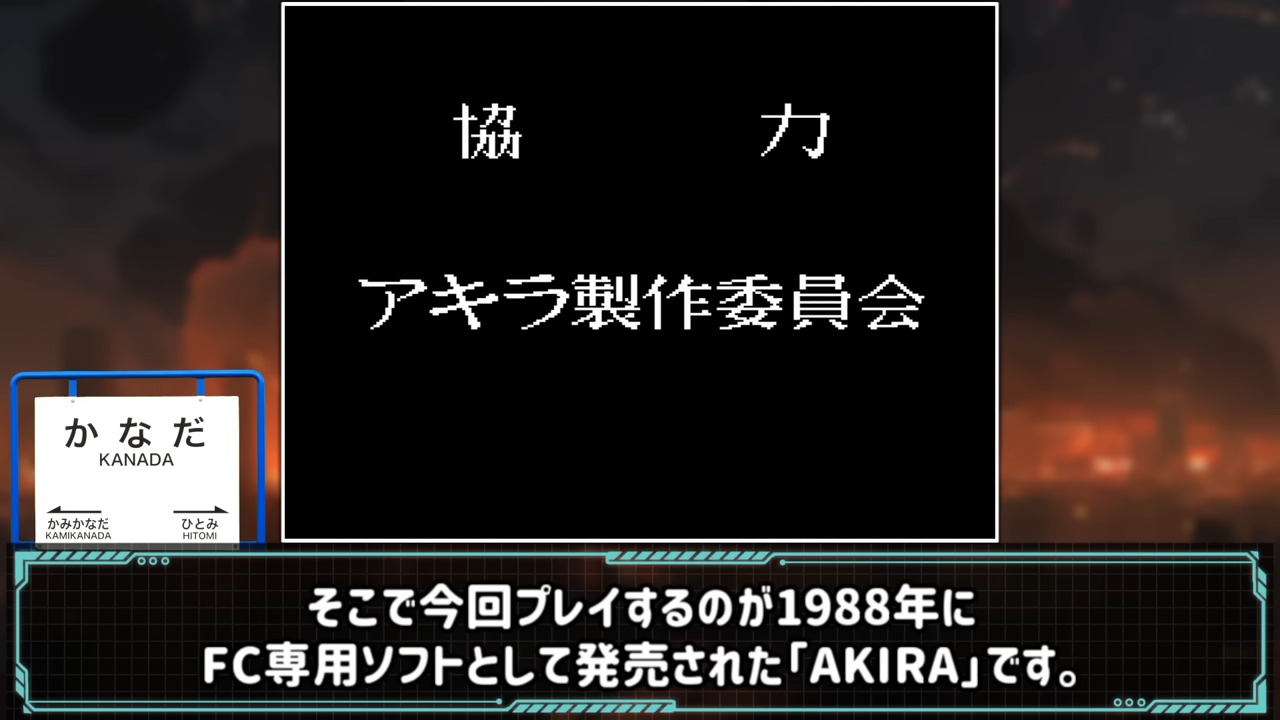 協 力
アキラ製作委員会
かなだ
KANADA
かみかなだ ひとみ
KAMIKANADA HITOMI
そこで今回プレイするのが1988年に
FC専用ソフトとして発売された「AKIRA」です。